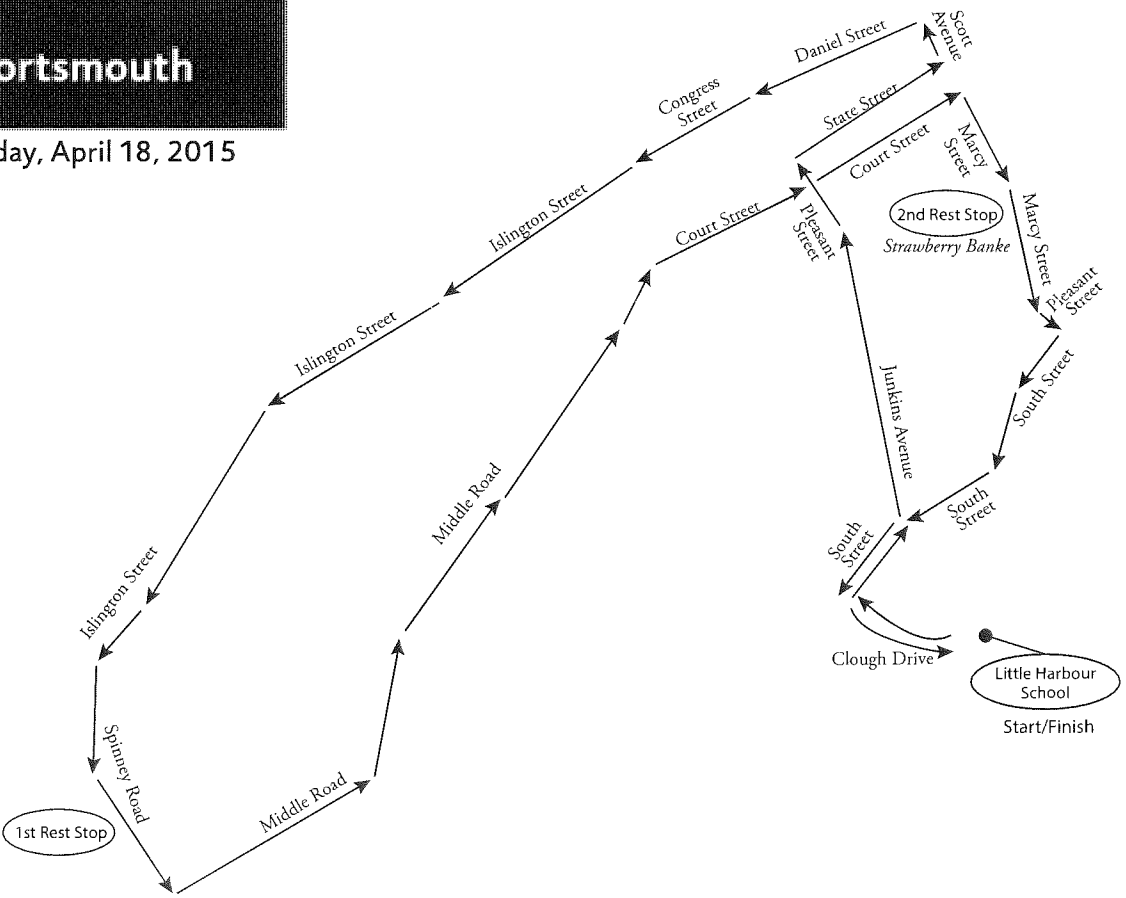 ortsmouth
day, April 18, 2015
Scott
Avenue
Daniel Street
Congress
Street
State Street
Court Street
Marcy
Street
Islington Street
Court Street
Pleasant
Street
2nd Rest Stop
Strawberry Banke
Marcy Street
Pleasant
Street
Islington Street
Junkins Avenue
South Street
Middle Road
South
Street
South
Street
Islington Street
Clough Drive
Little Harbour
School
Start/Finish
Spinney Road
Middle Road
1st Rest Stop